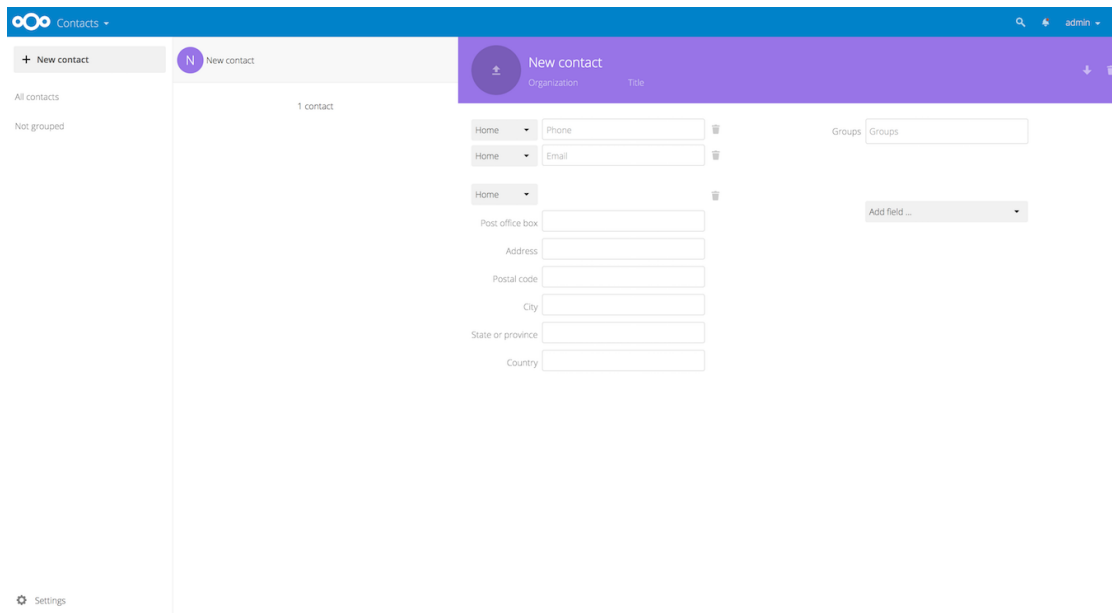 Contacts
admin
+ New contact
All contacts
Not grouped
Settings
N New contact
1 contact
New contact
Organization Title
Home Phone
Home Email
Home
Post office box
Address
Postal code
City
State or province
Country
Groups Groups
Add field ...